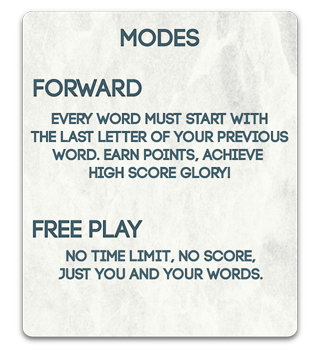 MODES
FORWARD
EVERY WORD MUST START WITH
THE LAST LETTER OF YOUR PREVIOUS
WORD. EARN POINTS, ACHIEVE
HIGH SCORE GLORY!
FREE PLAY
NO TIME LIMIT, NO SCORE,
JUST YOU AND YOUR WORDS.